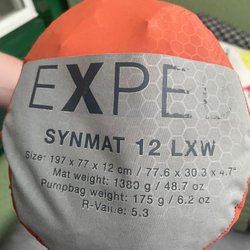 EXPED
SYNMAT 12 LXW
Size: 197 x 77 x 12 cm / 77.6 x 30.3 x 4.7"
Mat weight: 1380 g / 48.7 oz
Pumpbag weight: 175 g / 6.2 oz
R-Value: 5.3